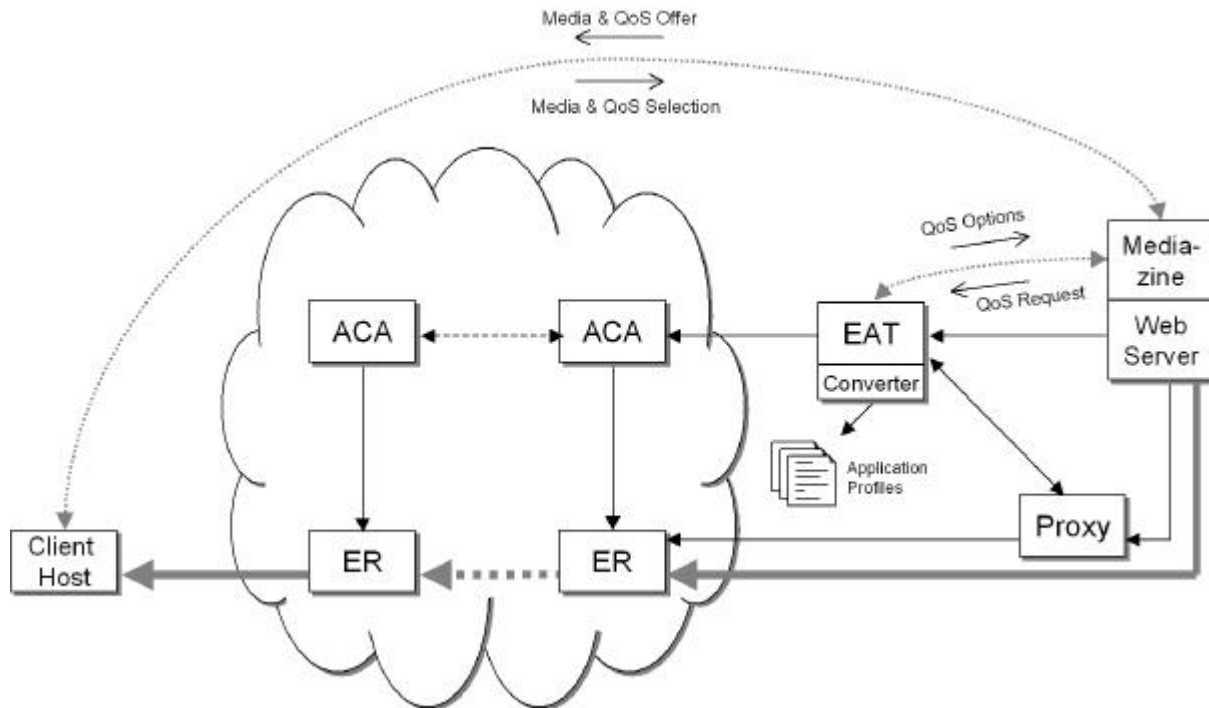 Media & QoS Offer
Media & QoS Selection
QoS Options
QoS Request
Media-
zine
Web
Server
ACA
ACA
EAT
Converter
Application
Profiles
Proxy
Client
Host
ER
ER